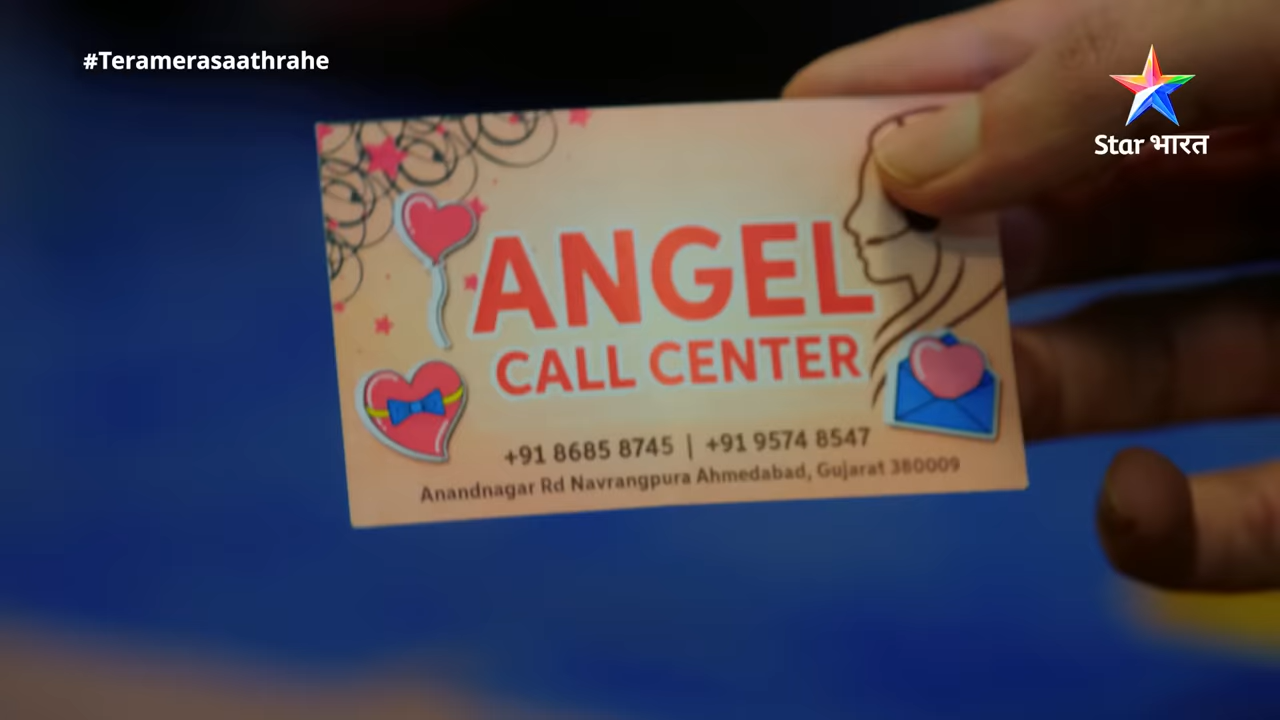 #Teramerasaathrahe
Star भारत
ANGEL
CALL CENTER
+91 8685 8745 | +91 9574 8547
Anandnagar Rd Navrangpura Ahmedabad, Gujarat 380009